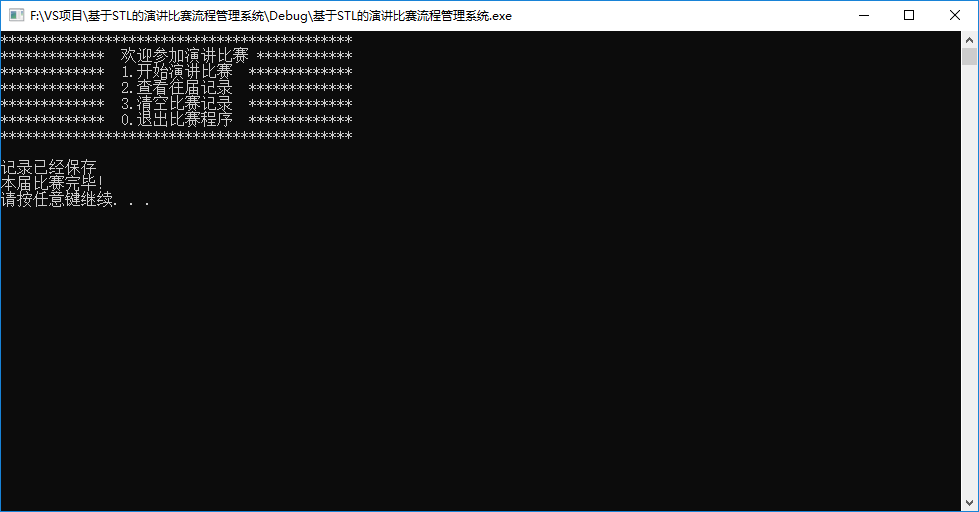 F:\VS项目\基于STL的演讲比赛流程管理系统\Debug\基于STL的演讲比赛流程管理系统.exe
********************************************
*************  欢迎参加演讲比赛 ************
*************  1.开始演讲比赛  *************
*************  2.查看往届记录  *************
*************  3.清空比赛记录  *************
*************  0.退出比赛程序  *************
********************************************
记录已经保存
本届比赛完毕!
请按任意键继续. . .